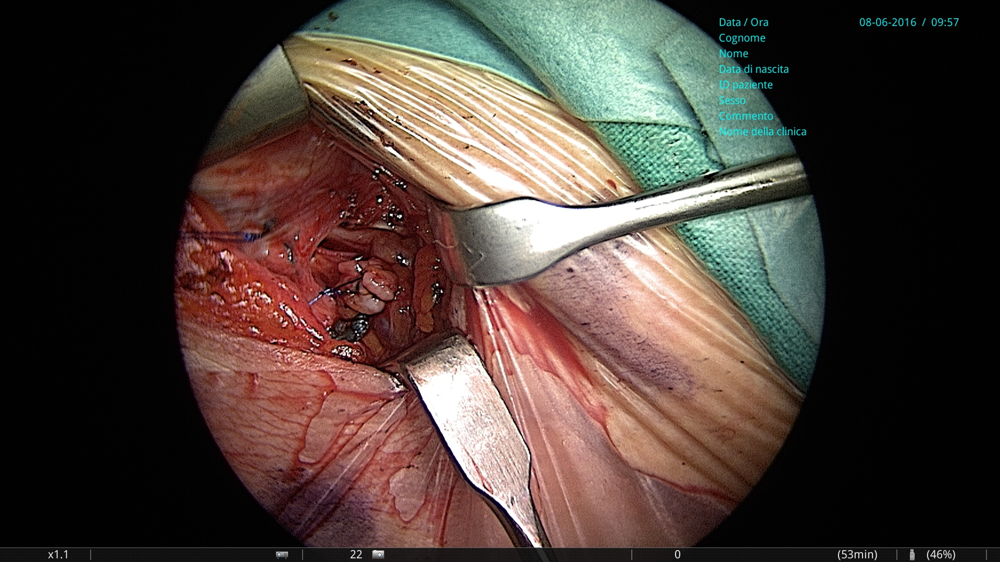 Data / Ora 08-06-2016 / 09:57
Cognome
Nome
Data di nascita
ID paziente
Sesso
Commento
Nome della clinica
x1.1 22 0 (53min) (46%)